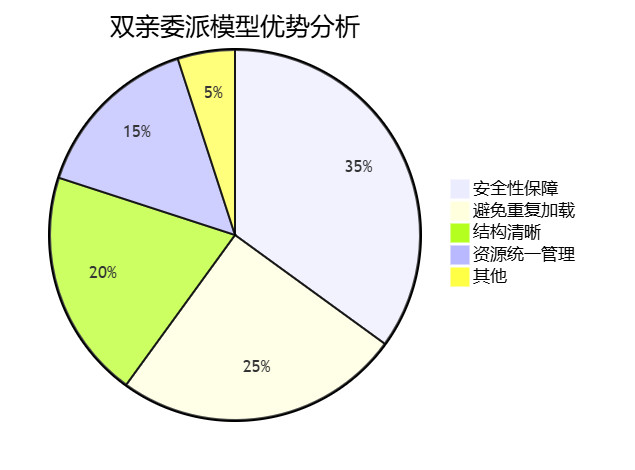 双亲委派模型优势分析
5%
15%
35%
20%
25%
安全性保障
避免重复加载
结构清晰
资源统一管理
其他